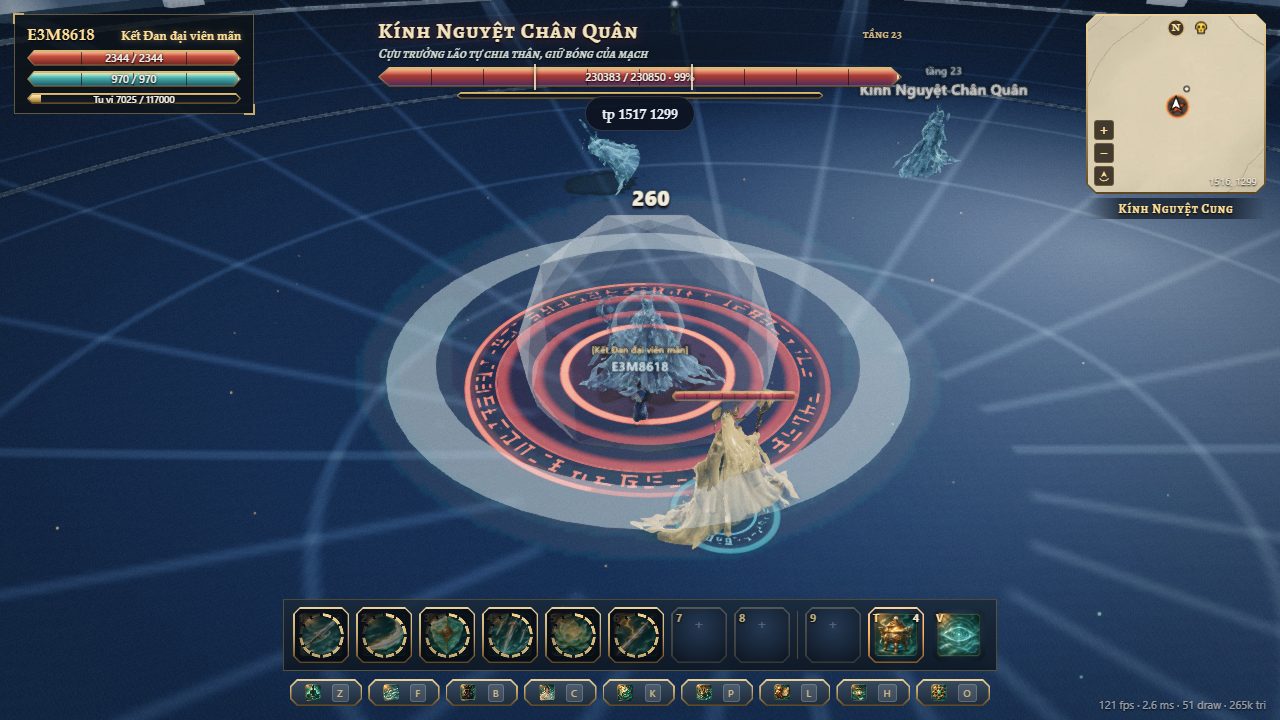 E3M8618 Kết Đan đại viên mãn
2344 / 2344
970 / 970
Tu vi 7025 / 117000
Kính Nguyệt Chân Quân
TẦNG 23
Cựu trưởng lão tự chia thân, giữ bóng của mạch
230383 / 230850 · 99%
tầng 23
Kính Nguyệt Chân Quân
tp 1517 1299
260
[Kết Đan đại viên mãn]
E3M8618
N
+
−
1516, 1299
Kính Nguyệt Cung
7 +
8 +
9 +
T 4
V
Z F B C K P L H O
121 fps · 2.6 ms · 51 draw · 265k tri